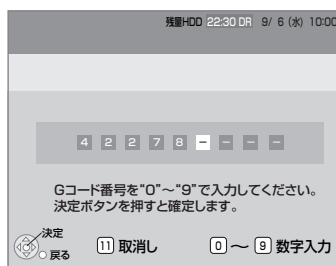 残量HDD 22:30 DR 9/ 6 (水) 10:00
4 2 2 7 8 - - - -
Gコード番号を“0”～“9”で入力してください。
決定ボタンを押すと確定します。
決定
戻る
11 取消し 0 ～ 9 数字入力